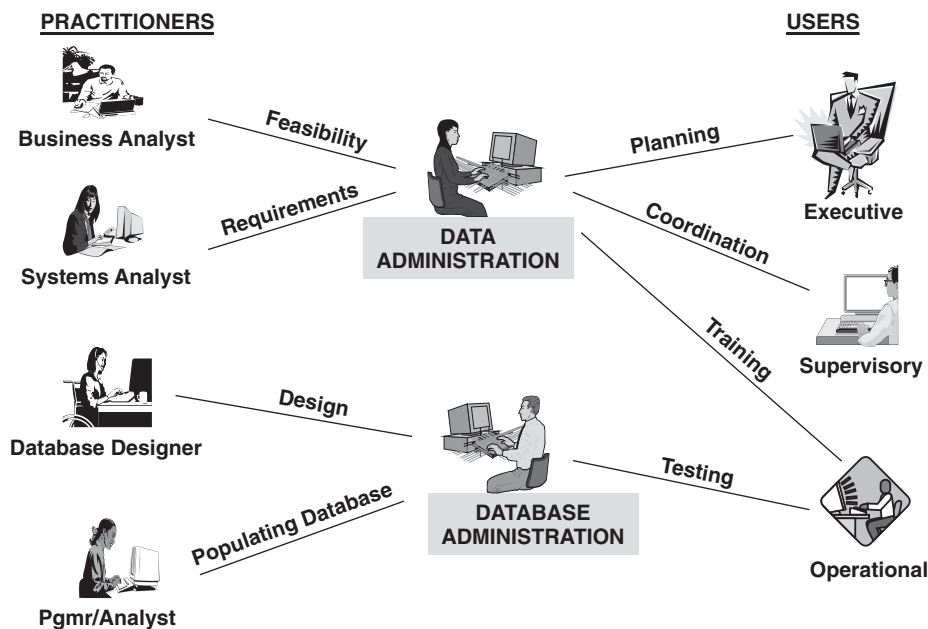 PRACTITIONERS
USERS
Business Analyst
Feasibility
Planning
Executive
Requirements
Coordination
Systems Analyst
DATA
ADMINISTRATION
Training
Supervisory
Design
Database Designer
Testing
Populating Database
DATABASE
ADMINISTRATION
Operational
Pgmr/Analyst